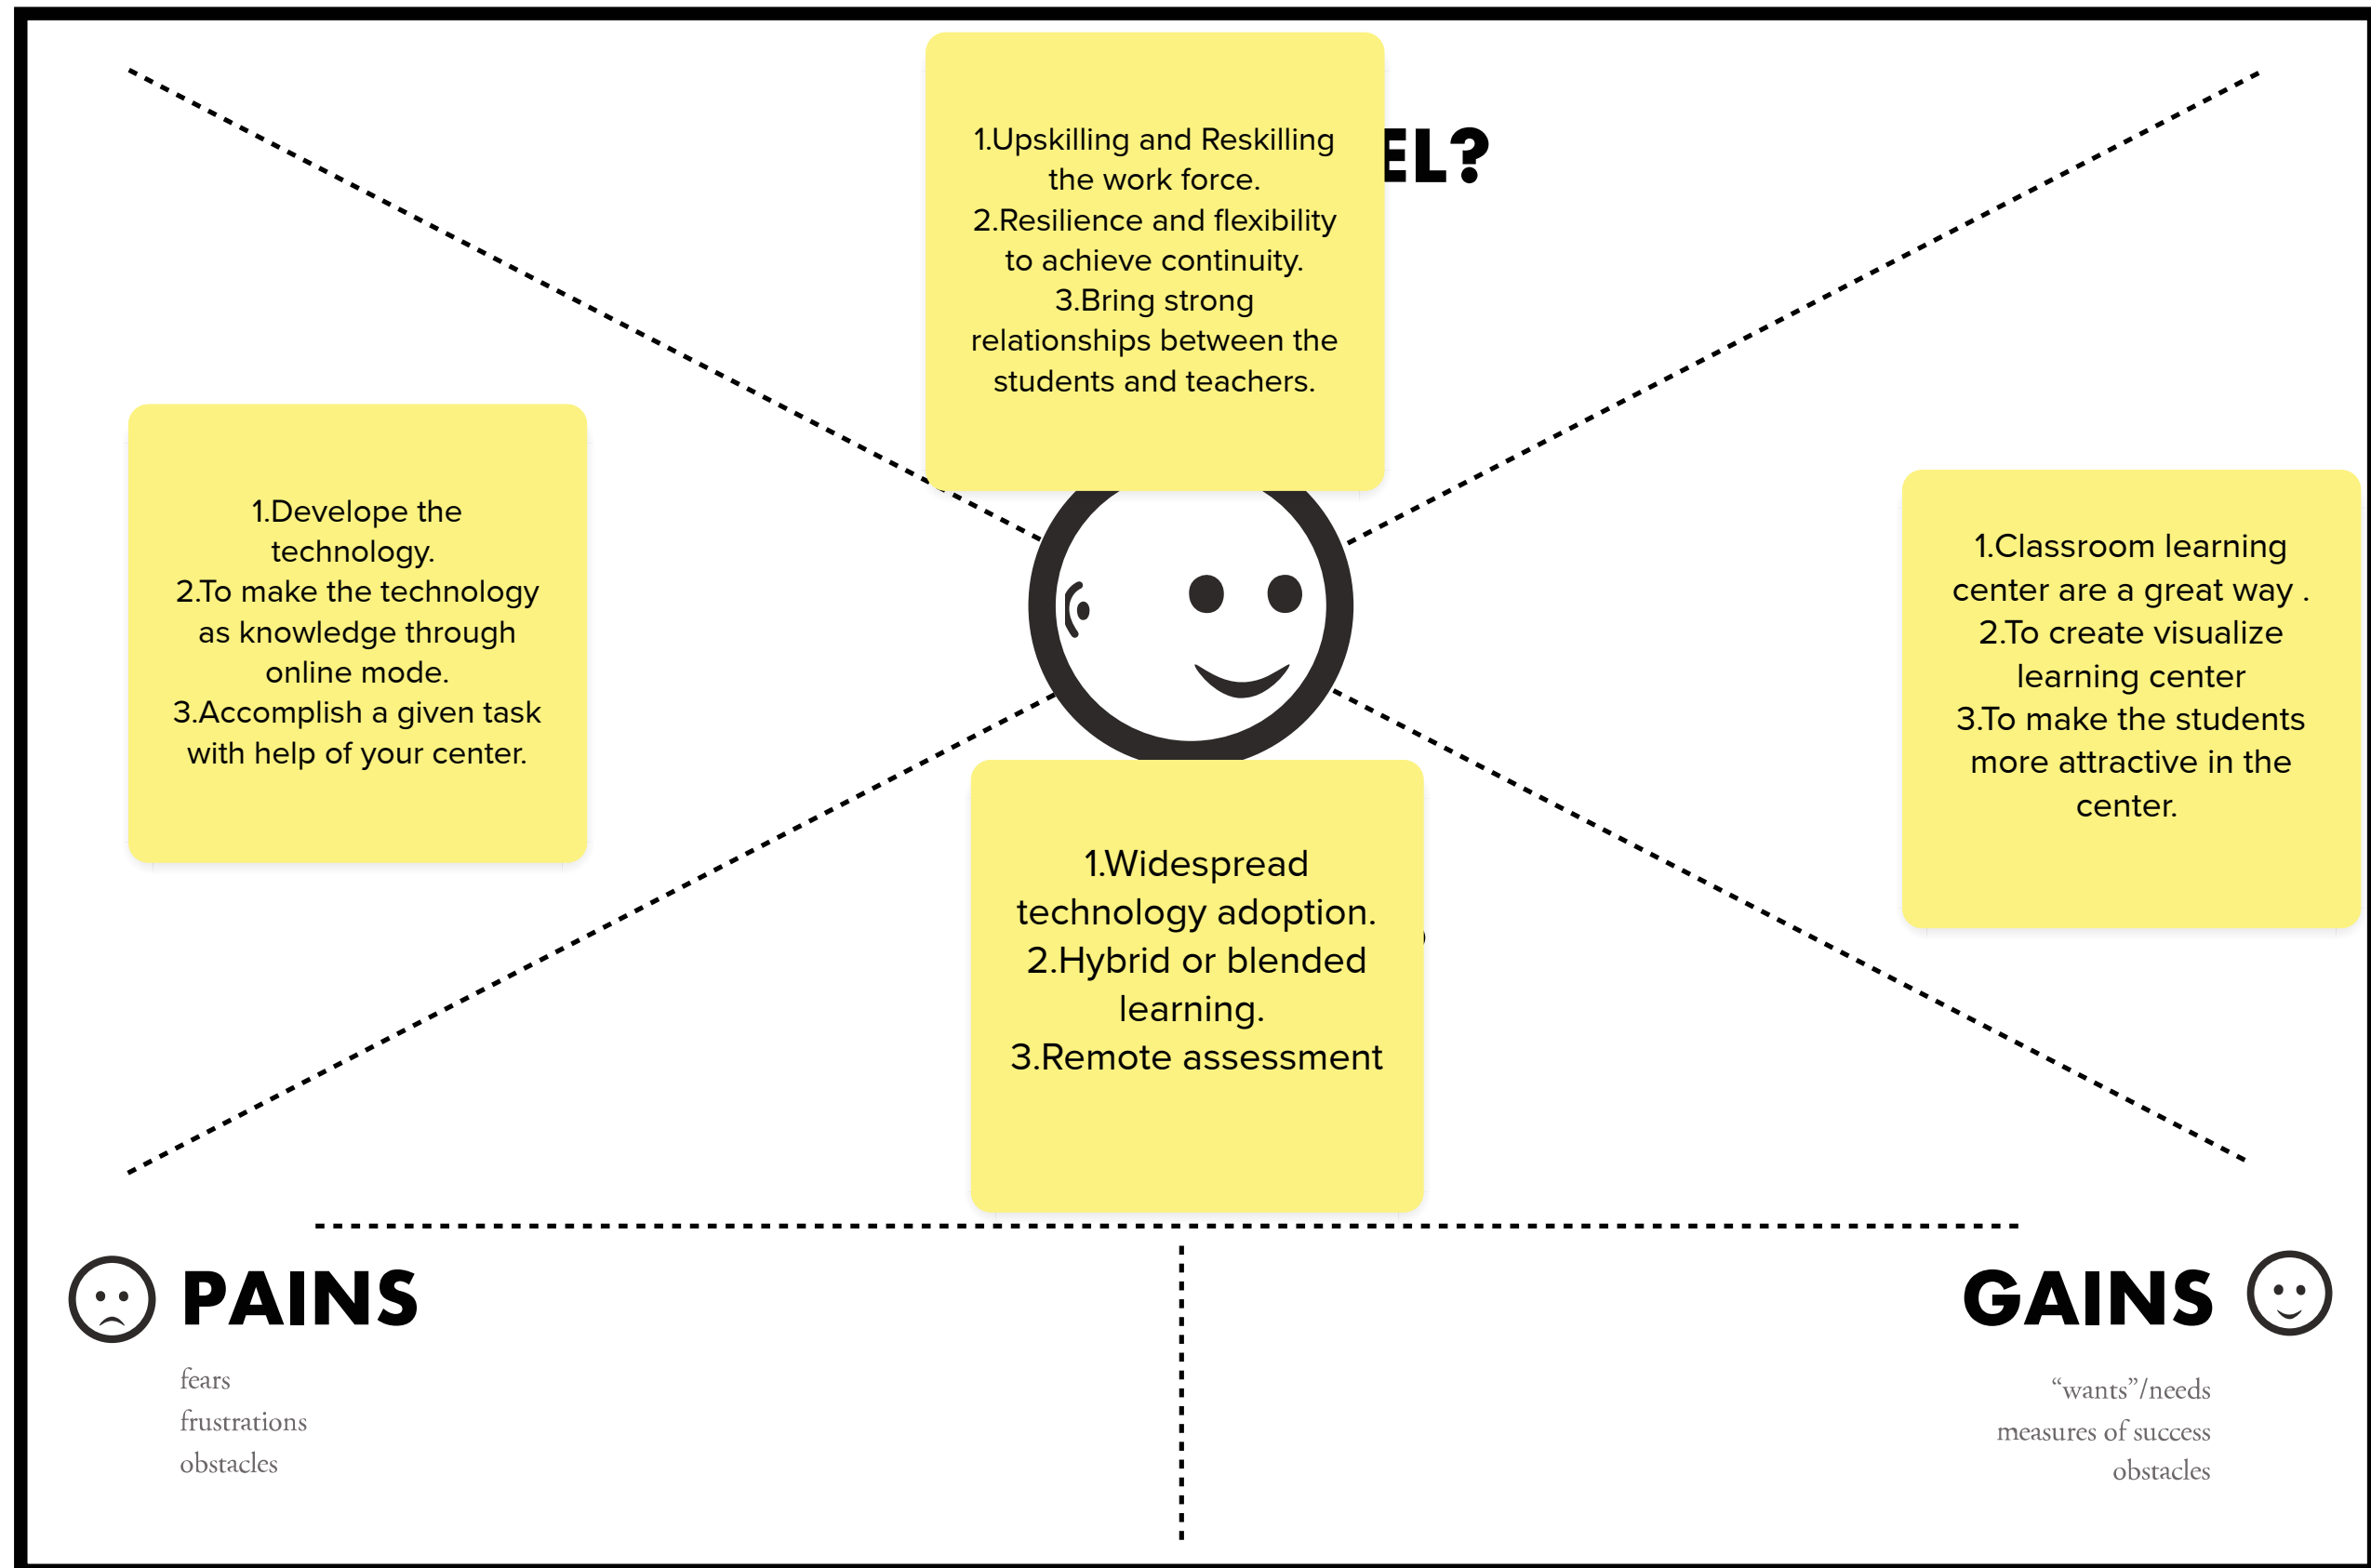 EL?
1.Upskilling and Reskilling
the work force.
2.Resilience and flexibility
to achieve continuity.
3.Bring strong
relationships between the
students and teachers.
1.Develope the
technology.
2.To make the technology
as knowledge through
online mode.
3.Accomplish a given task
with help of your center.
1.Classroom learning
center are a great way .
2.To create visualize
learning center
3.To make the students
more attractive in the
center.
1.Widespread
technology adoption.
2.Hybrid or blended
learning.
3.Remote assessment
PAINS
fears
frustrations
obstacles
GAINS
“wants”/needs
measures of success
obstacles